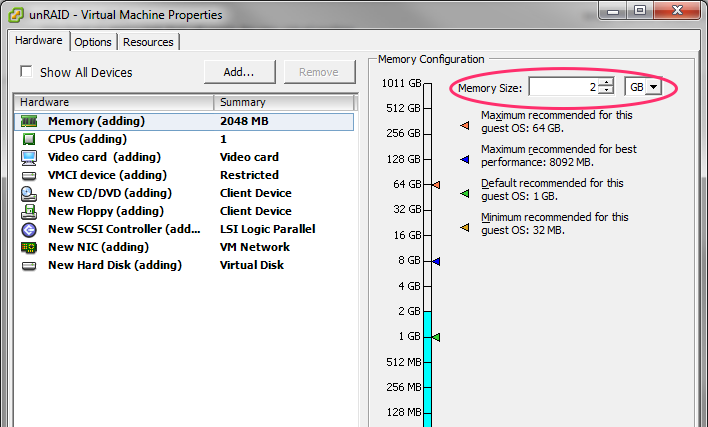 unRAID - Virtual Machine Properties
Hardware Options Resources
Show All Devices Add... Remove
Hardware Summary
Memory (adding) 2048 MB
CPUs (adding) 1
Video card (adding) Video card
VMCI device (adding) Restricted
New CD/DVD (adding) Client Device
New Floppy (adding) Client Device
New SCSI Controller (add... LSI Logic Parallel
New NIC (adding) VM Network
New Hard Disk (adding) Virtual Disk
Memory Configuration
Memory Size: 2 GB
1011 GB
512 GB
256 GB
128 GB
64 GB
32 GB
16 GB
8 GB
4 GB
2 GB
1 GB
512 MB
256 MB
128 MB
Maximum recommended for this
guest OS: 64 GB.
Maximum recommended for best
performance: 8092 MB.
Default recommended for this
guest OS: 1 GB.
Minimum recommended for this
guest OS: 32 MB.